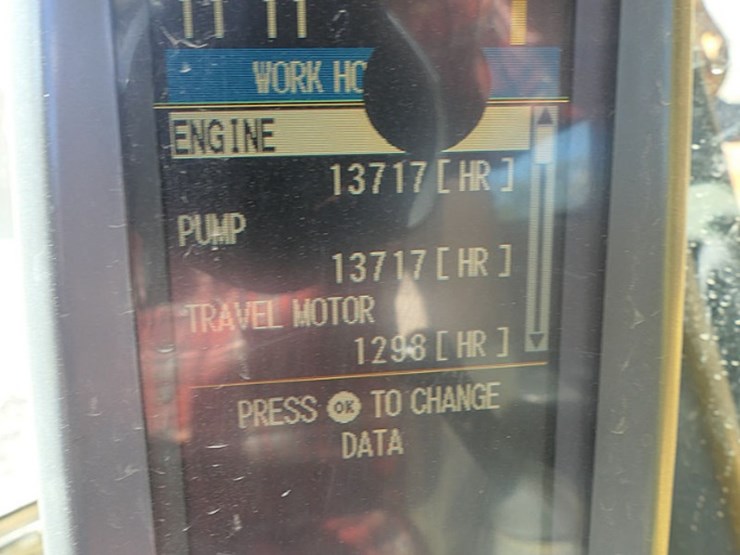 WORK HO
ENGINE
13717[HR]
PUMP
13717[HR]
TRAVEL MOTOR
1298[HR]
PRESS OK TO CHANGE
DATA